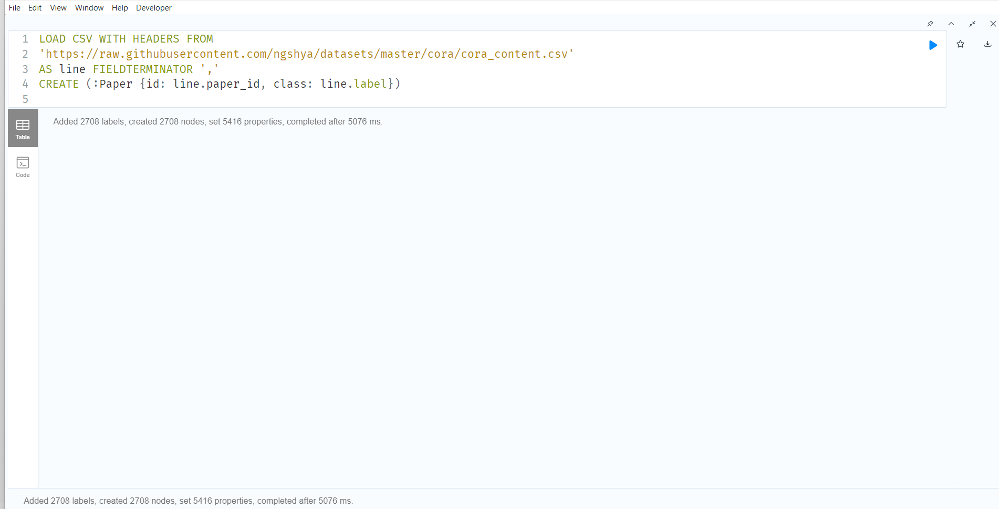 File Edit View Window Help Developer
1 LOAD CSV WITH HEADERS FROM
2 'https://raw.githubusercontent.com/ngshya/datasets/master/cora/cora_content.csv'
3 AS line FIELDTERMINATOR ','
4 CREATE (:Paper {id: line.paper_id, class: line.label})
5
Added 2708 labels, created 2708 nodes, set 5416 properties, completed after 5076 ms.
Table
Code
Added 2708 labels, created 2708 nodes, set 5416 properties, completed after 5076 ms.